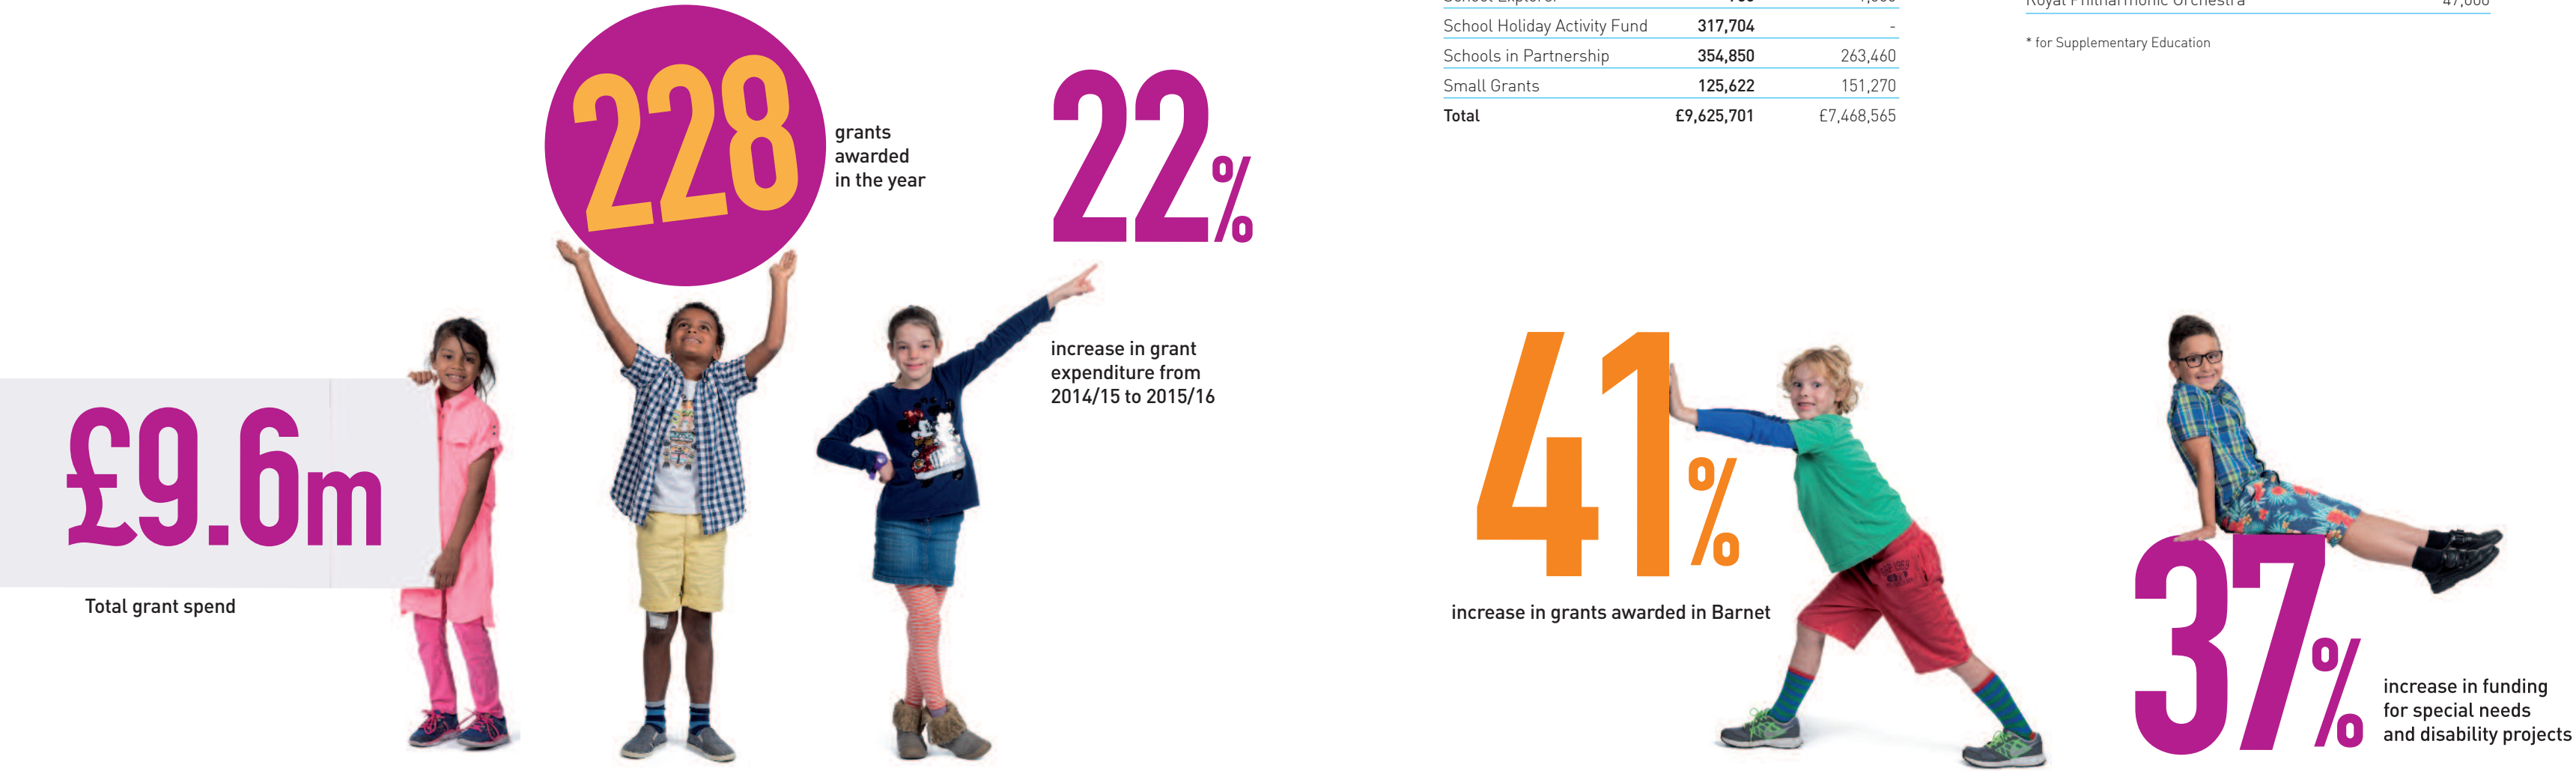 228
grants
awarded
in the year
22%
increase in grant
expenditure from
2014/15 to 2015/16
£9.6m
Total grant spend
School Holiday Activity Fund 317,704 -
Schools in Partnership 354,850 263,460
Small Grants 125,622 151,270
Total £9,625,701 £7,468,565
* for Supplementary Education
41%
increase in grants awarded in Barnet
37%
increase in funding
for special needs
and disability projects